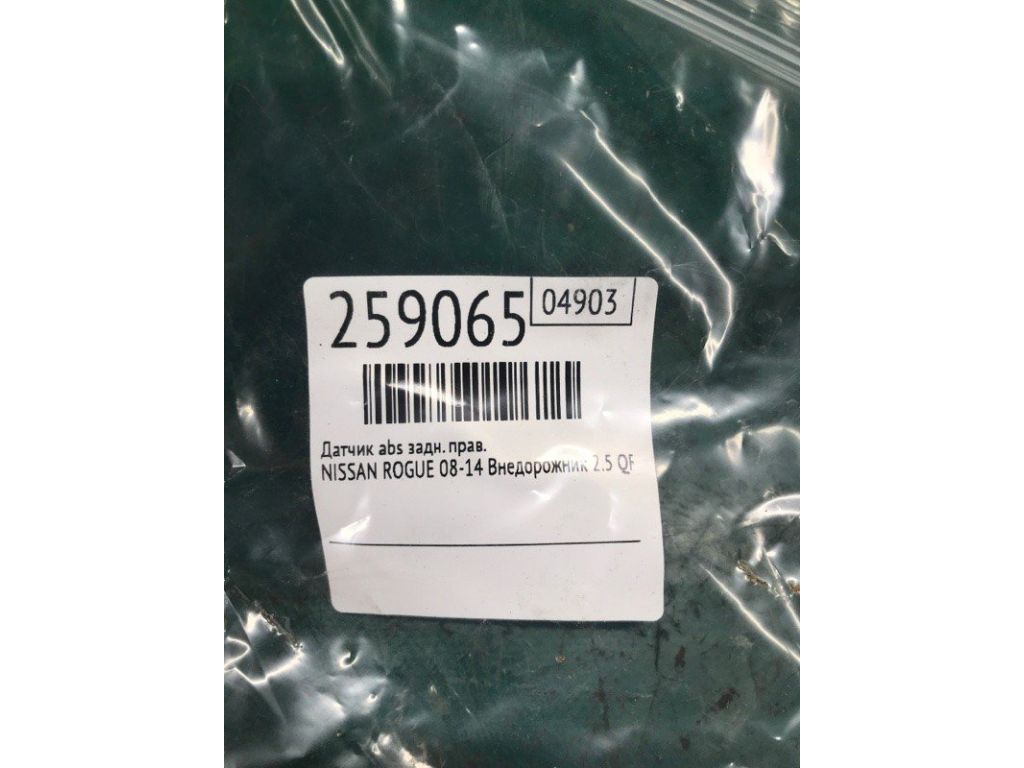 259065
04903
Датчик abs задн. прав.
NISSAN ROGUE 08-14 Внедорожник 2.5 QR